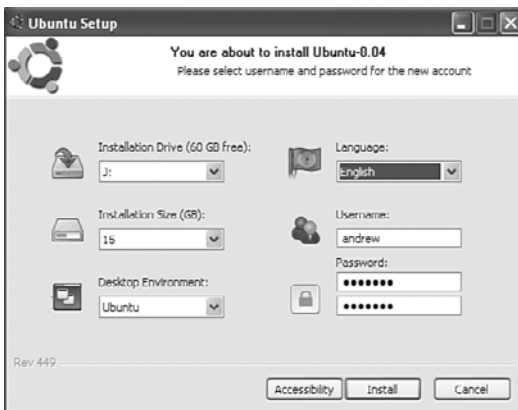 Ubuntu Setup
You are about to install Ubuntu-8.04
Please select username and password for the new account
Installation Drive (60 GB free):
J:
Installation Size (GB):
15
Desktop Environment:
Ubuntu
Language:
English
Username:
andrew
Password:
•••••••
•••••••
Rev 449
Accessibility
Install
Cancel